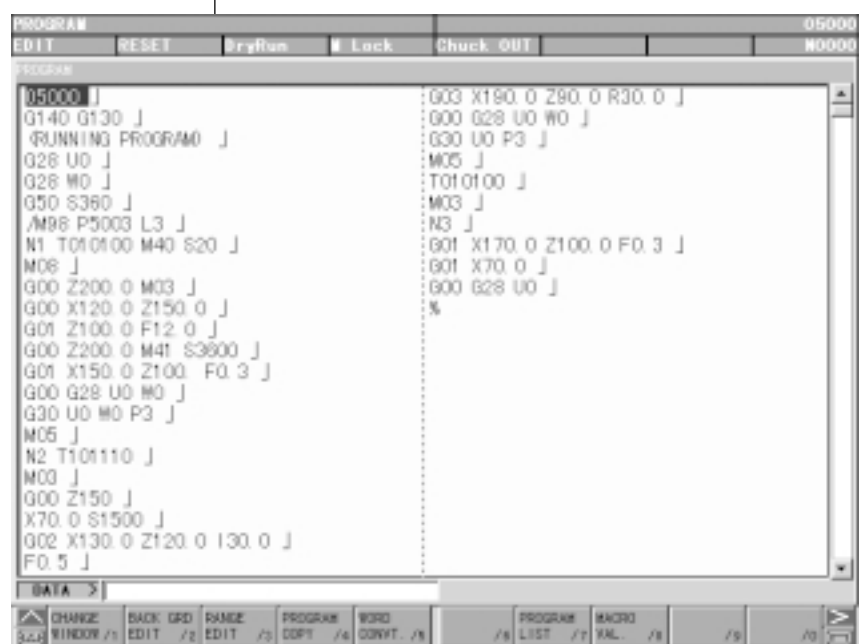 PROGRAM O5000
EDIT RESET DryRun M Lock Chuck OUT N0000
PROGRAM
O5000 ⌋
G140 G130 ⌋
(RUNNING PROGRAM) ⌋
G28 U0 ⌋
G28 W0 ⌋
G50 S360 ⌋
/M98 P5003 L3 ⌋
N1 T010100 M40 S20 ⌋
M08 ⌋
G00 Z200.0 M03 ⌋
G00 X120.0 Z150.0 ⌋
G01 Z100.0 F12.0 ⌋
G00 Z200.0 M41 S3600 ⌋
G01 X150.0 Z100. F0.3 ⌋
G00 G28 U0 W0 ⌋
G30 U0 W0 P3 ⌋
M05 ⌋
N2 T101110 ⌋
M03 ⌋
G00 Z150 ⌋
X70.0 S1500 ⌋
G02 X130.0 Z120.0 I30.0 ⌋
F0.5 ⌋
G03 X190.0 Z90.0 R30.0 ⌋
G00 G28 U0 W0 ⌋
G30 U0 P3 ⌋
M05 ⌋
T010100 ⌋
M03 ⌋
N3 ⌋
G01 X170.0 Z100.0 F0.3 ⌋
G01 X70.0 ⌋
G00 G28 U0 ⌋
%
DATA >
CHANGE WINDOW /1 BACK GRD EDIT /2 RANGE EDIT /3 PROGRAM COPY /4 WORD CONVT. /5 /6 PROGRAM LIST /7 MACRO VAL. /8 /9 /0 >